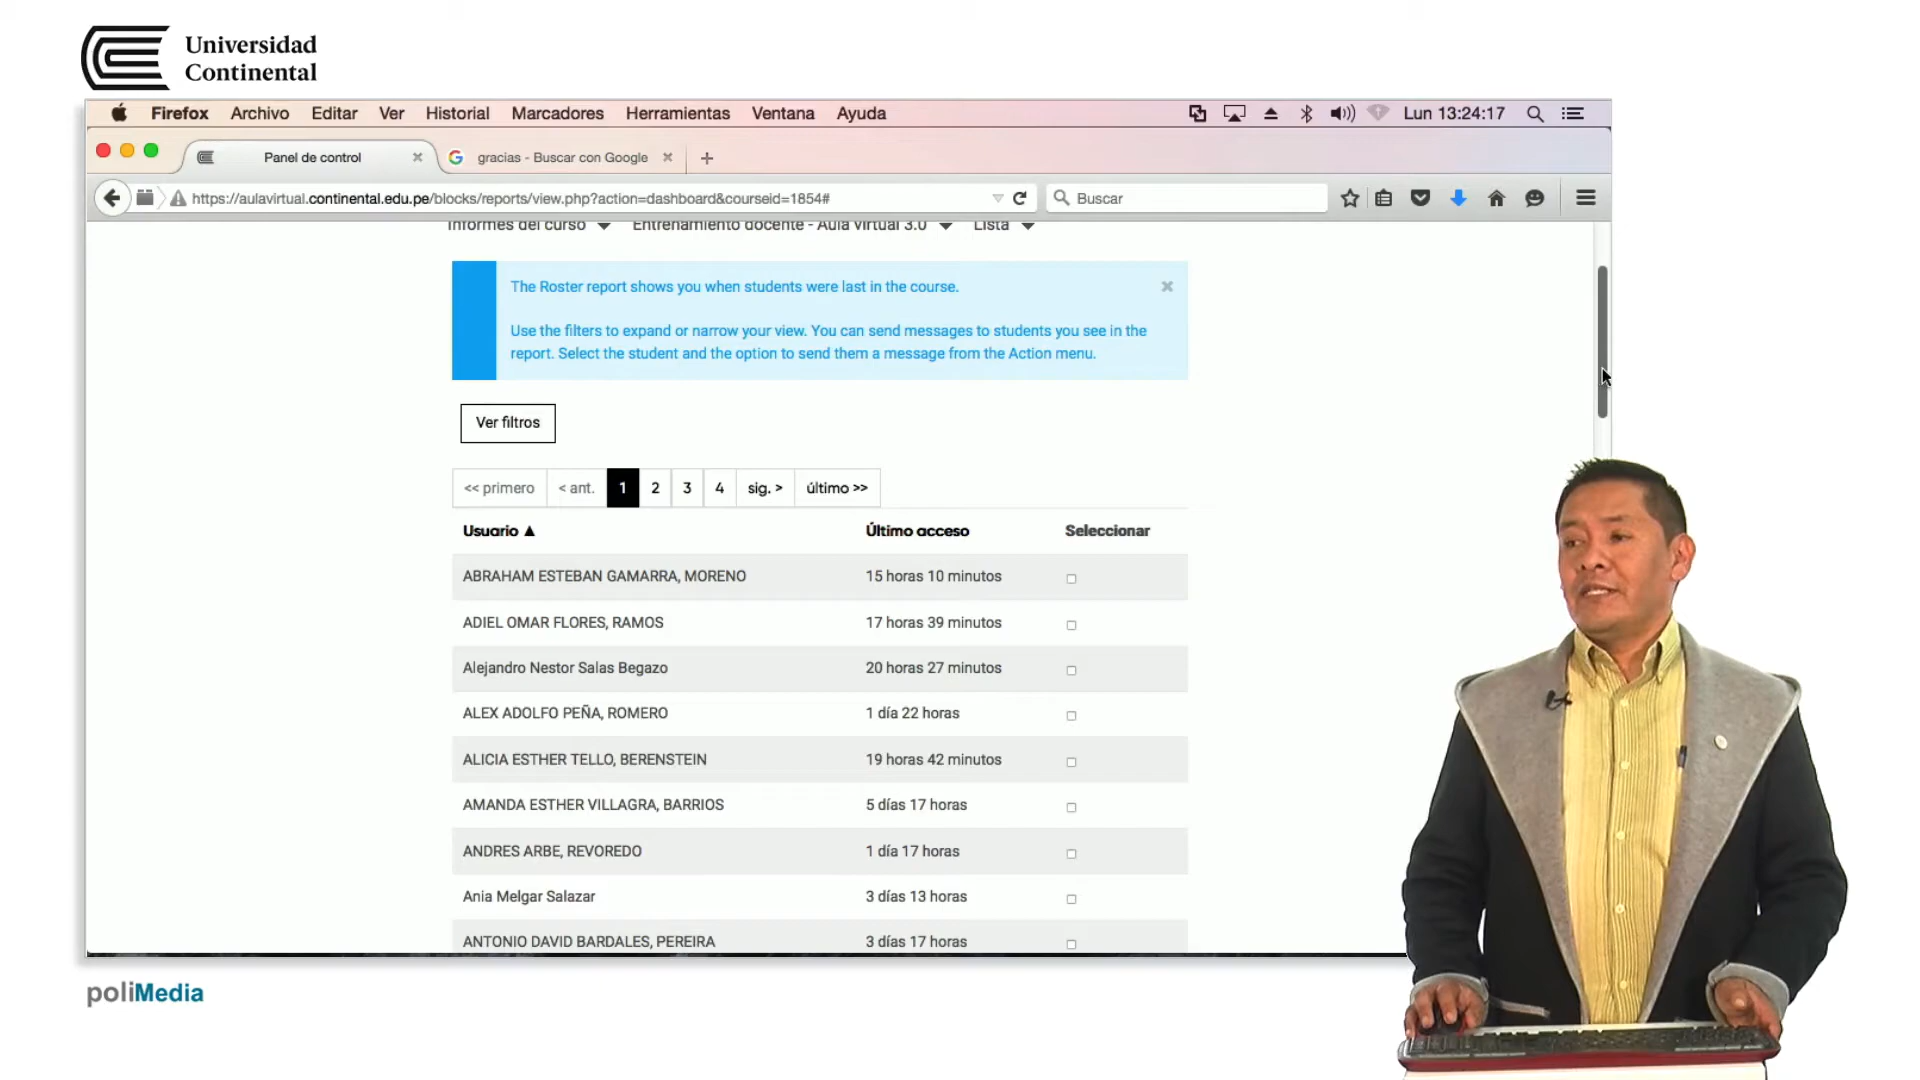 Universidad
Continental
Firefox Archivo Editar Ver Historial Marcadores Herramientas Ventana Ayuda Lun 13:24:17
Panel de control gracias - Buscar con Google
https://aulavirtual.continental.edu.pe/blocks/reports/view.php?action=dashboard&courseid=1854# Buscar
Informes del curso Entrenamiento docente - Aula Virtual 3.0 Lista
The Roster report shows you when students were last in the course.
Use the filters to expand or narrow your view. You can send messages to students you see in the
report. Select the student and the option to send them a message from the Action menu.
Ver filtros
<< primero < ant. 1 2 3 4 sig. > último >>
Usuario ▲ Último acceso Seleccionar
ABRAHAM ESTEBAN GAMARRA, MORENO 15 horas 10 minutos
ADIEL OMAR FLORES, RAMOS 17 horas 39 minutos
Alejandro Nestor Salas Begazo 20 horas 27 minutos
ALEX ADOLFO PEÑA, ROMERO 1 día 22 horas
ALICIA ESTHER TELLO, BERENSTEIN 19 horas 42 minutos
AMANDA ESTHER VILLAGRA, BARRIOS 5 días 17 horas
ANDRES ARBE, REVOREDO 1 día 17 horas
Ania Melgar Salazar 3 días 13 horas
ANTONIO DAVID BARDALES, PEREIRA 3 días 17 horas
poliMedia